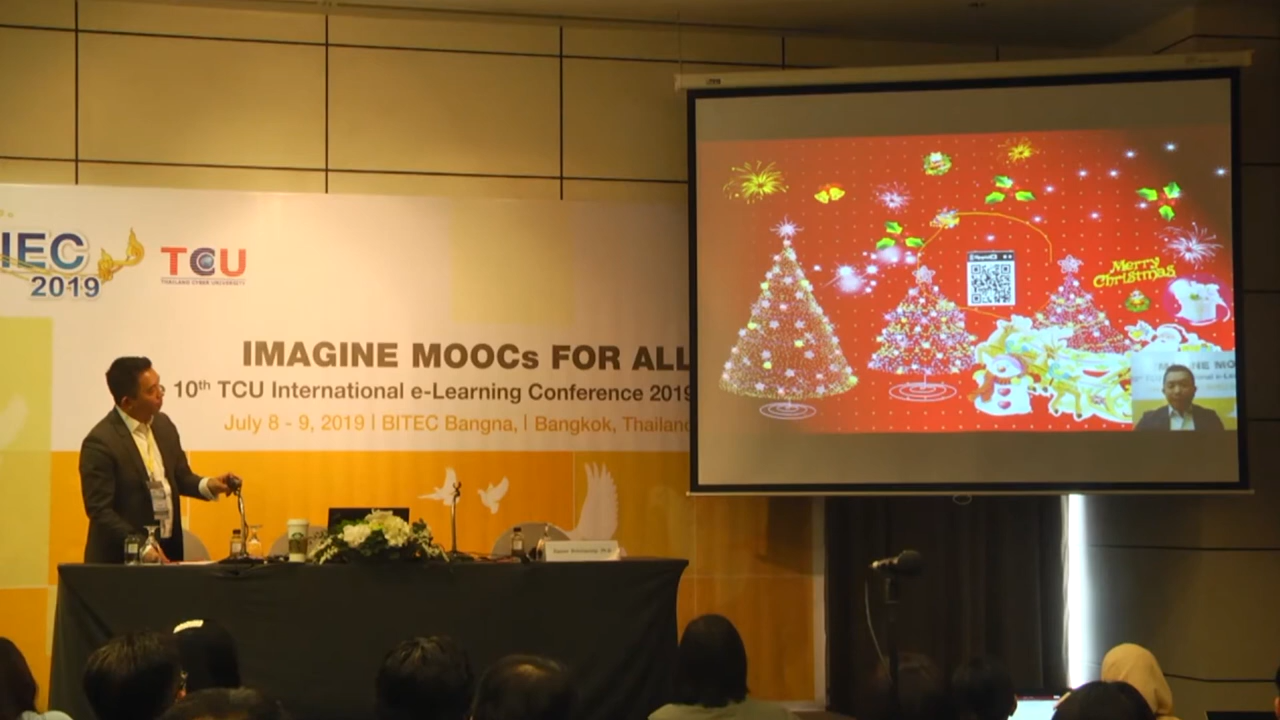 IEC
2019
TCU
THAILAND CYBER UNIVERSITY
IMAGINE MOOCs FOR ALL
10th TCU International e-Learning Conference 2019
July 8 - 9, 2019 | BITEC Bangna, | Bangkok, Thailand
Merry
Christmas